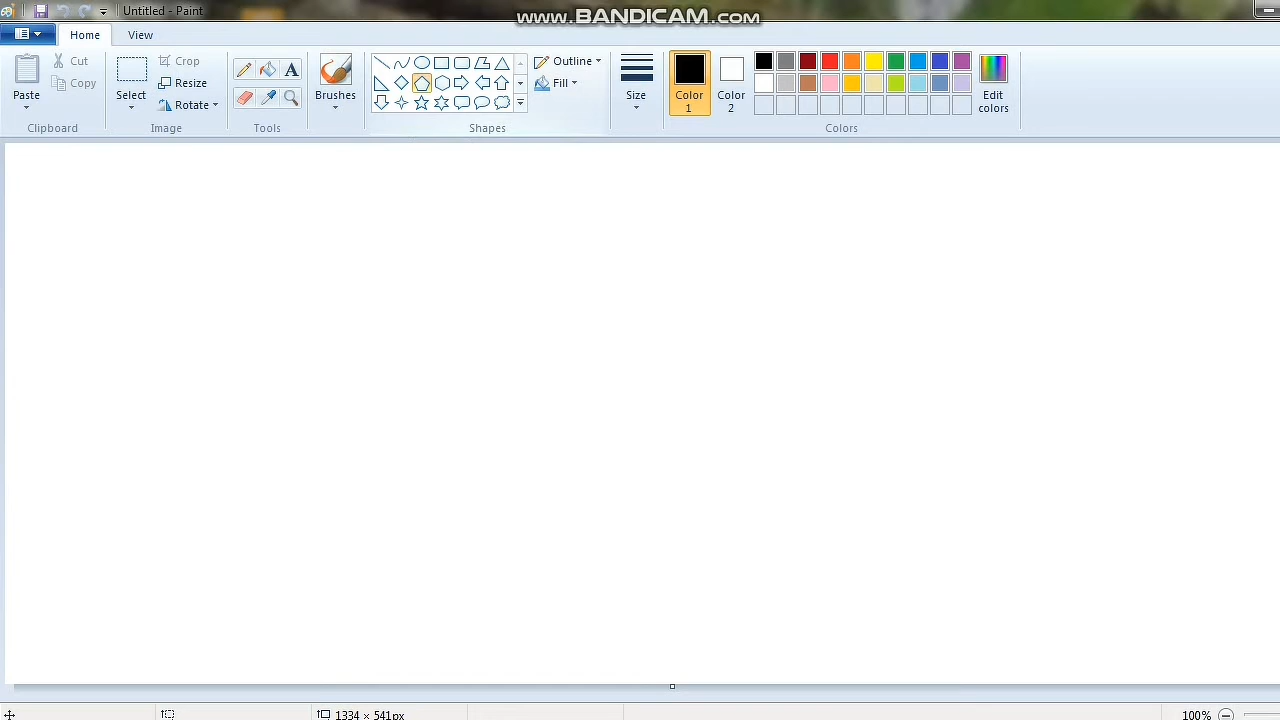 Untitled - Paint
www.BANDICAM.com
Home
View
Paste
Cut
Copy
Clipboard
Select
Crop
Resize
Rotate
Image
A
Tools
Brushes
Outline
Fill
Shapes
Size
Color
1
Color
2
Edit
colors
Colors
1334 × 541px
100%